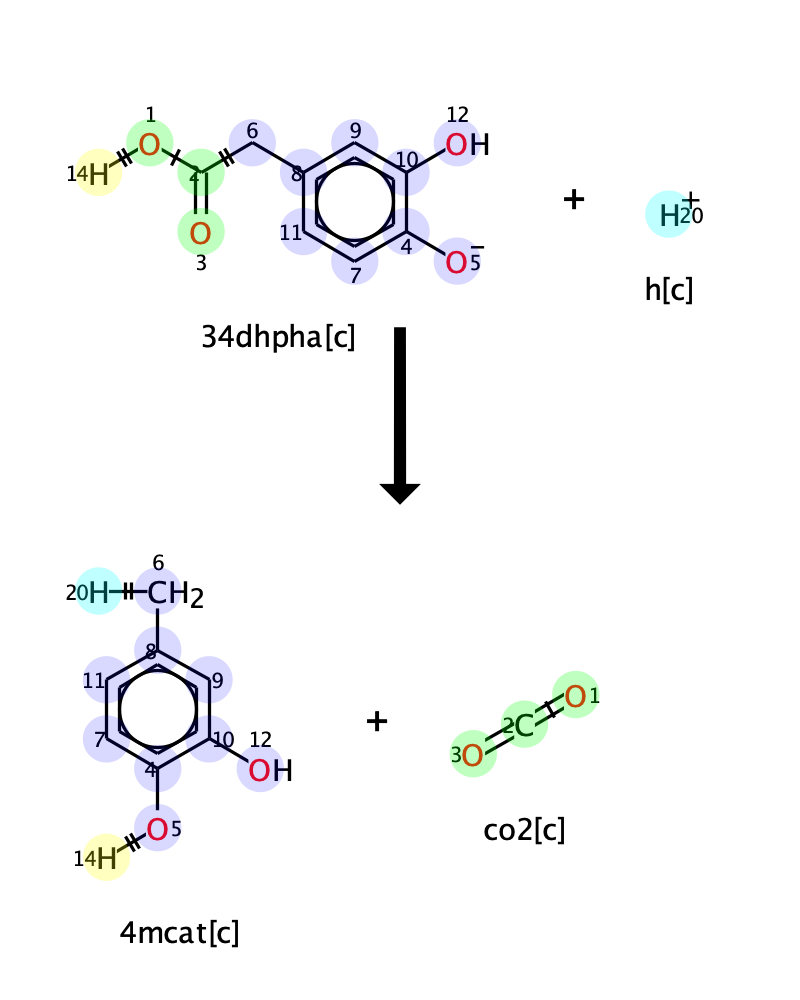 1 6 9 12
14H O 2 8 10 OH + H+ 20
O 11 4 O5−
3 7
h[c]
34dhpha[c]
6
20H CH2
8
11 9
7 10 12 + 3O 2C O1
4 OH
O5
14H
co2[c]
4mcat[c]